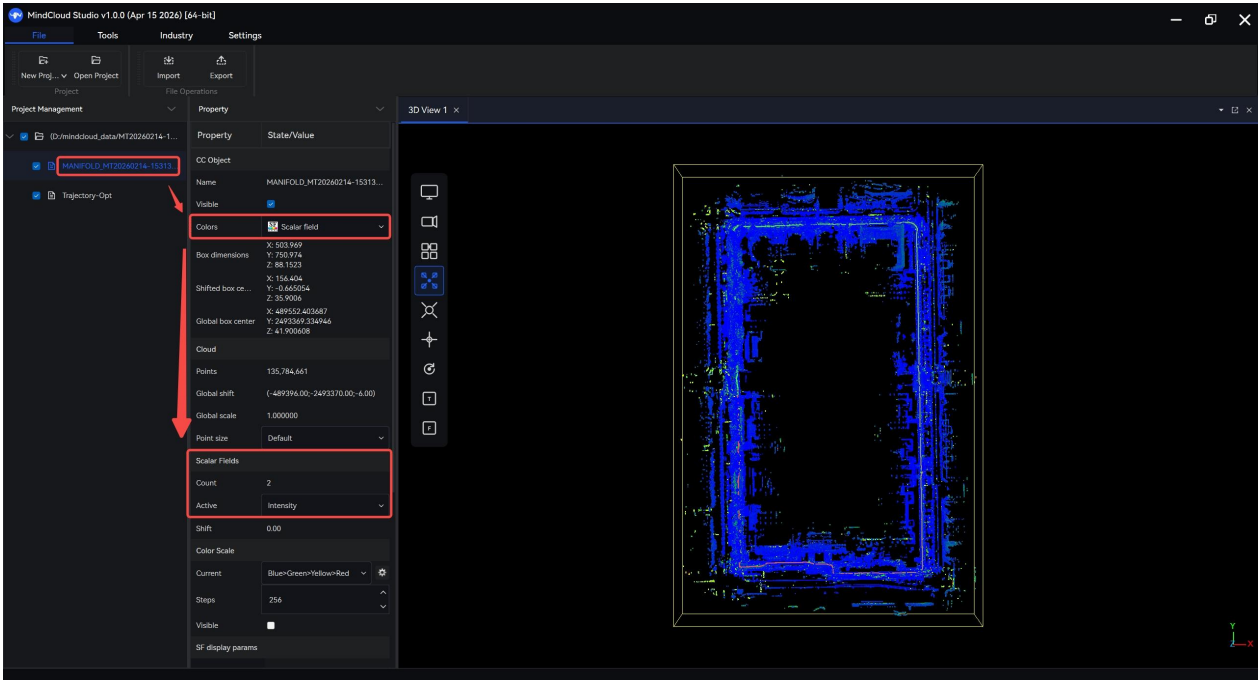 MindCloud Studio v1.0.0 (Apr 15 2026) [64-bit]
File Tools Industry Settings
New Proj... Open Project Import Export
Project File Operations
Project Management
(D:/mindcloud_data/MT20260214-1...
MANIFOLD_MT20260214-15313
Trajectory-Opt
Property
Property State/Value
CC Object
Name MANIFOLD_MT20260214-15313...
Visible
Colors Scalar field
Box dimensions X: 503.969
Y: 750.974
Z: 88.1523
Shifted box ce... X: 156.404
Y: -0.665054
Z: 35.9006
Global box center X: 489552.403687
Y: 2493369.334946
Z: 41.900608
Cloud
Points 135,784,661
Global shift (-489396.00;-2493370.00;-6.00)
Global scale 1.000000
Point size Default
Scalar Fields
Count 2
Active Intensity
Shift 0.00
Color Scale
Current Blue>Green>Yellow>Red
Steps 256
Visible
SF display params
3D View 1
T
F
Y
Z X